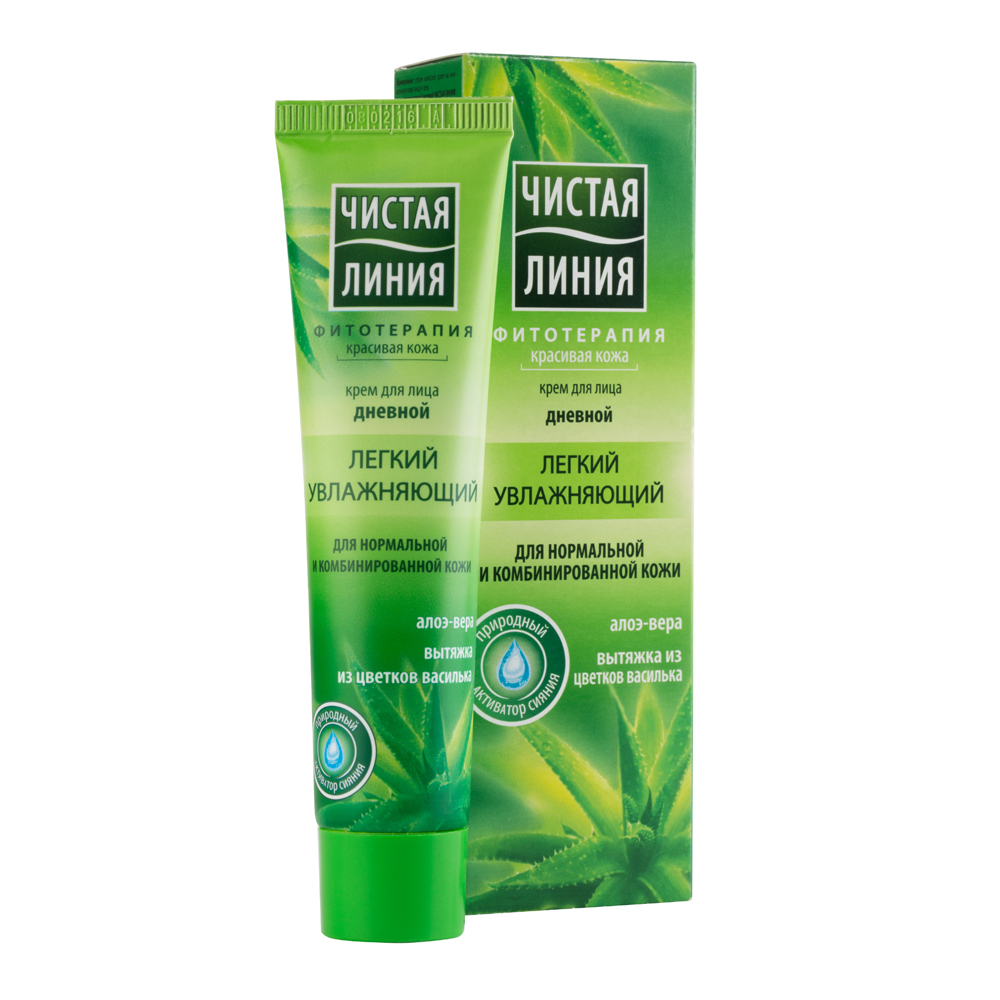 080216 A
ЧИСТАЯ
ЛИНИЯ
ФИТОТЕРАПИЯ
красивая кожа
крем для лица
дневной
ЛЕГКИЙ
УВЛАЖНЯЮЩИЙ
ДЛЯ НОРМАЛЬНОЙ
И КОМБИНИРОВАННОЙ КОЖИ
алоэ-вера
вытяжка
из цветков василька
природный
активатор сияния
ЧИСТАЯ
ЛИНИЯ
ФИТОТЕРАПИЯ
красивая кожа
крем для лица
дневной
ЛЕГКИЙ
УВЛАЖНЯЮЩИЙ
ДЛЯ НОРМАЛЬНОЙ
И КОМБИНИРОВАННОЙ КОЖИ
алоэ-вера
вытяжка из
цветков василька
природный
активатор сияния